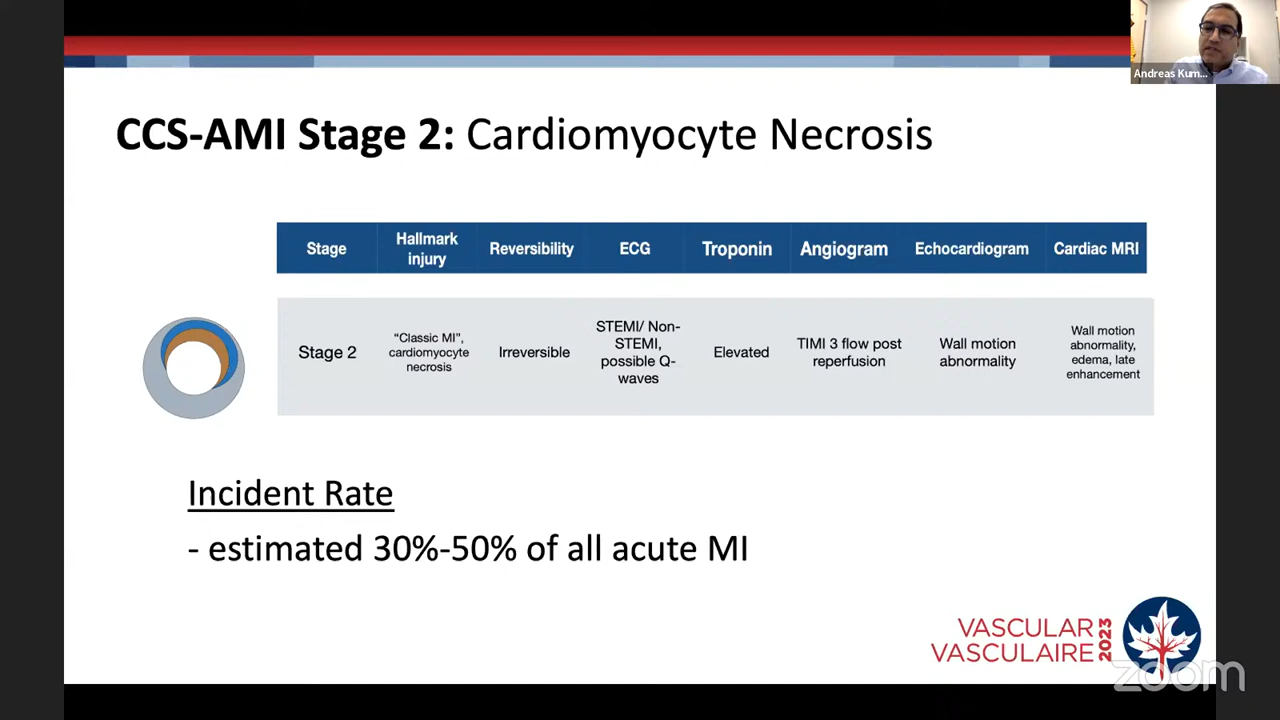 Andreas Kum...
CCS-AMI Stage 2: Cardiomyocyte Necrosis
Stage
Hallmark
injury
Reversibility
ECG
Troponin
Angiogram
Echocardiogram
Cardiac MRI
Stage 2
“Classic MI”,
cardiomyocyte
necrosis
Irreversible
STEMI/ Non-
STEMI,
possible Q-
waves
Elevated
TIMI 3 flow post
reperfusion
Wall motion
abnormality
Wall motion
abnormality,
edema, late
enhancement
Incident Rate
- estimated 30%-50% of all acute MI
VASCULAR
VASCULAIRE
2023
zoom